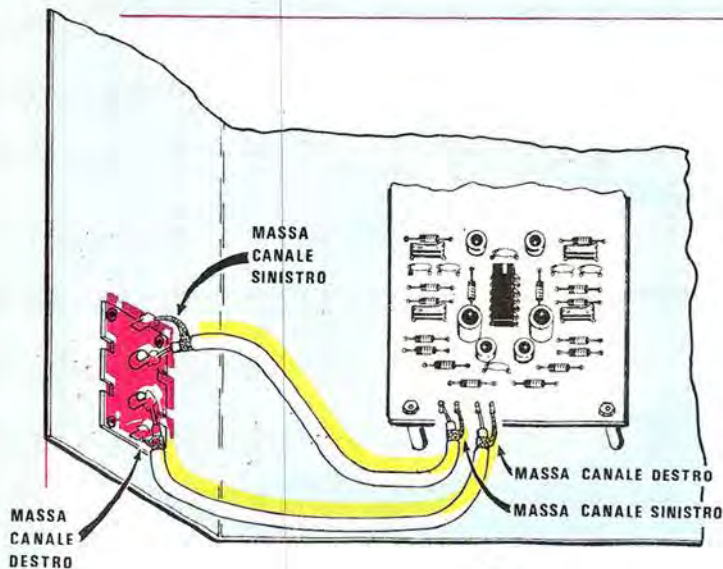 MASSA
CANALE
SINISTRO
MASSA CANALE DESTRO
MASSA CANALE SINISTRO
MASSA
CANALE
DESTRO